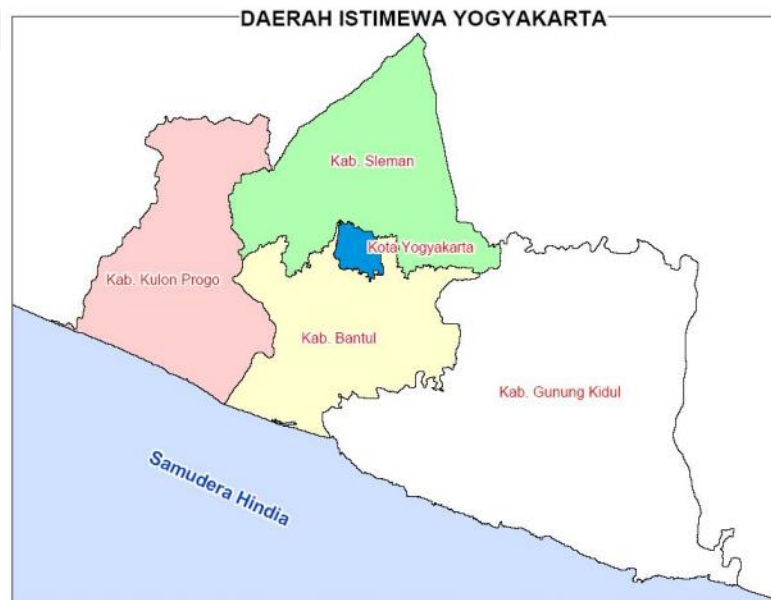 DAERAH ISTIMEWA YOGYAKARTA
Kab. Sleman
Kota Yogyakarta
Kab. Kulon Progo
Kab. Bantul
Kab. Gunung Kidul
Samudera Hindia